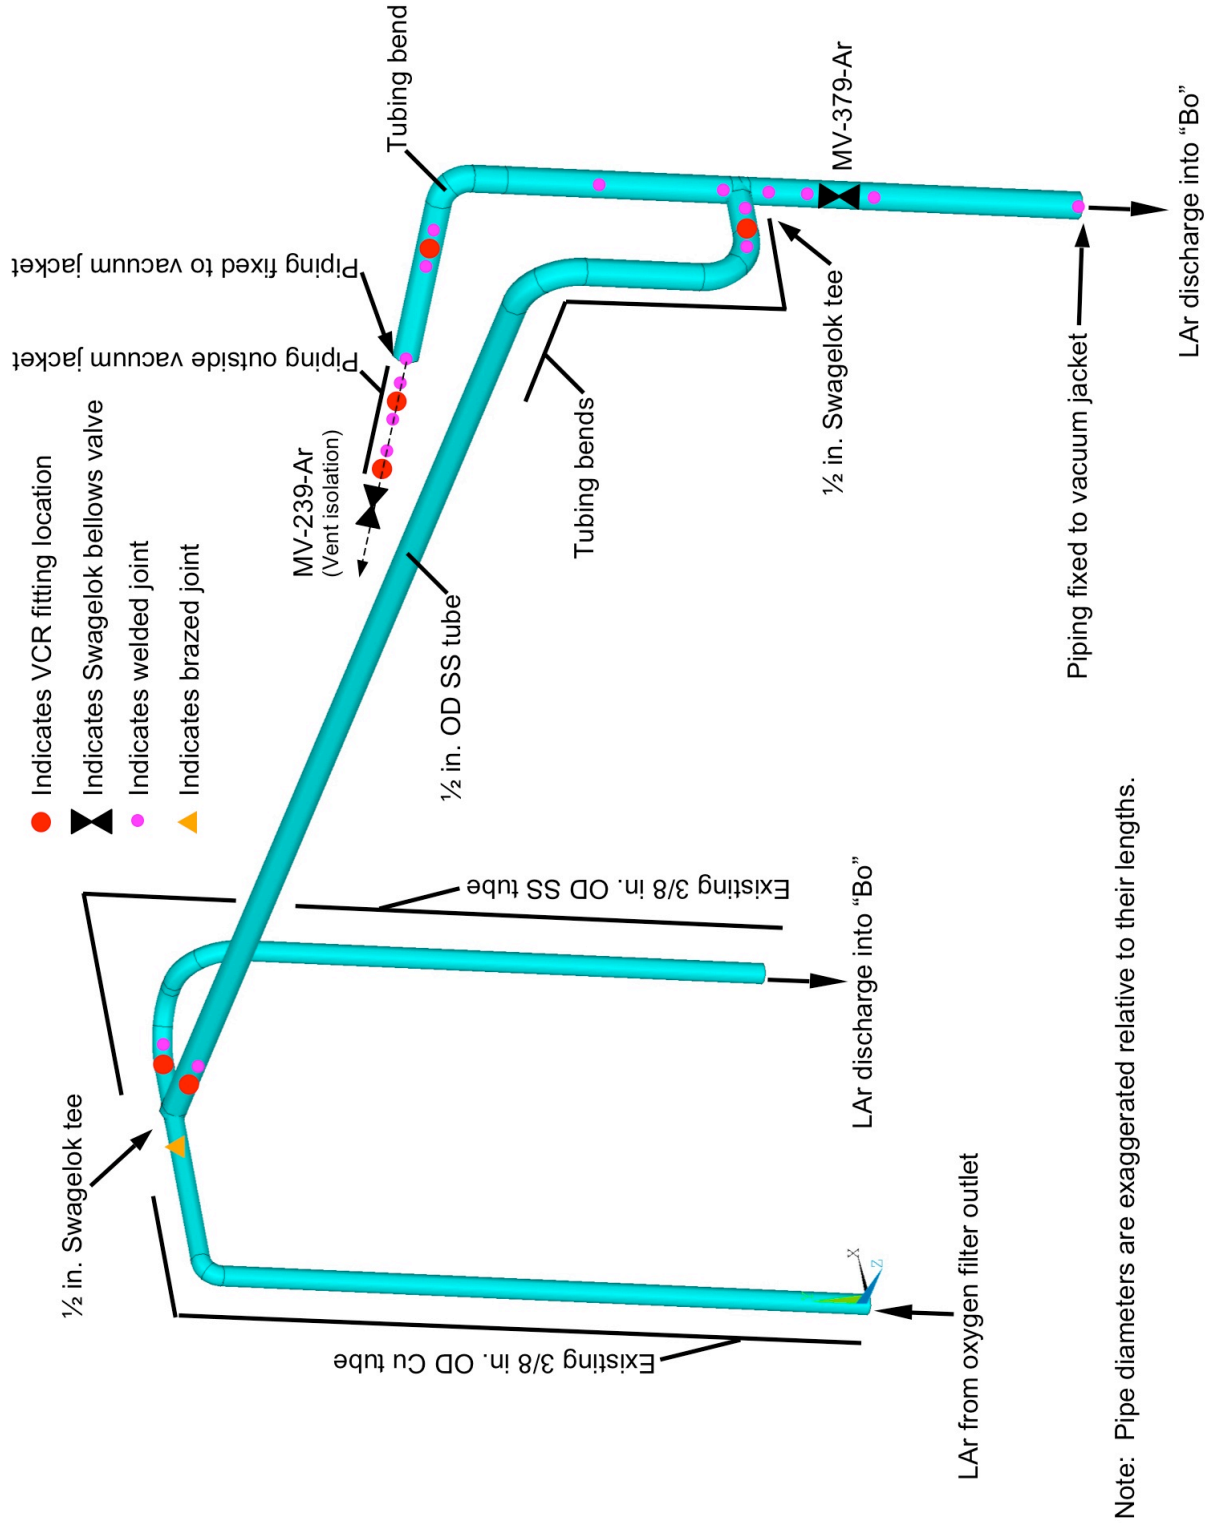 Indicates VCR fitting location
Indicates Swagelok bellows valve
Indicates welded joint
Indicates brazed joint
Tubing bend
Piping fixed to vacuum jacket
Piping outside vacuum jacket
MV-239-Ar
(Vent isolation)
MV-379-Ar
½ in. Swagelok tee
Tubing bends
½ in. OD SS tube
Piping fixed to vacuum jacket
LAr discharge into “Bo”
½ in. Swagelok tee
Existing 3/8 in. OD SS tube
LAr discharge into “Bo”
Existing 3/8 in. OD Cu tube
X
Z
LAr from oxygen filter outlet
Note: Pipe diameters are exaggerated relative to their lengths.